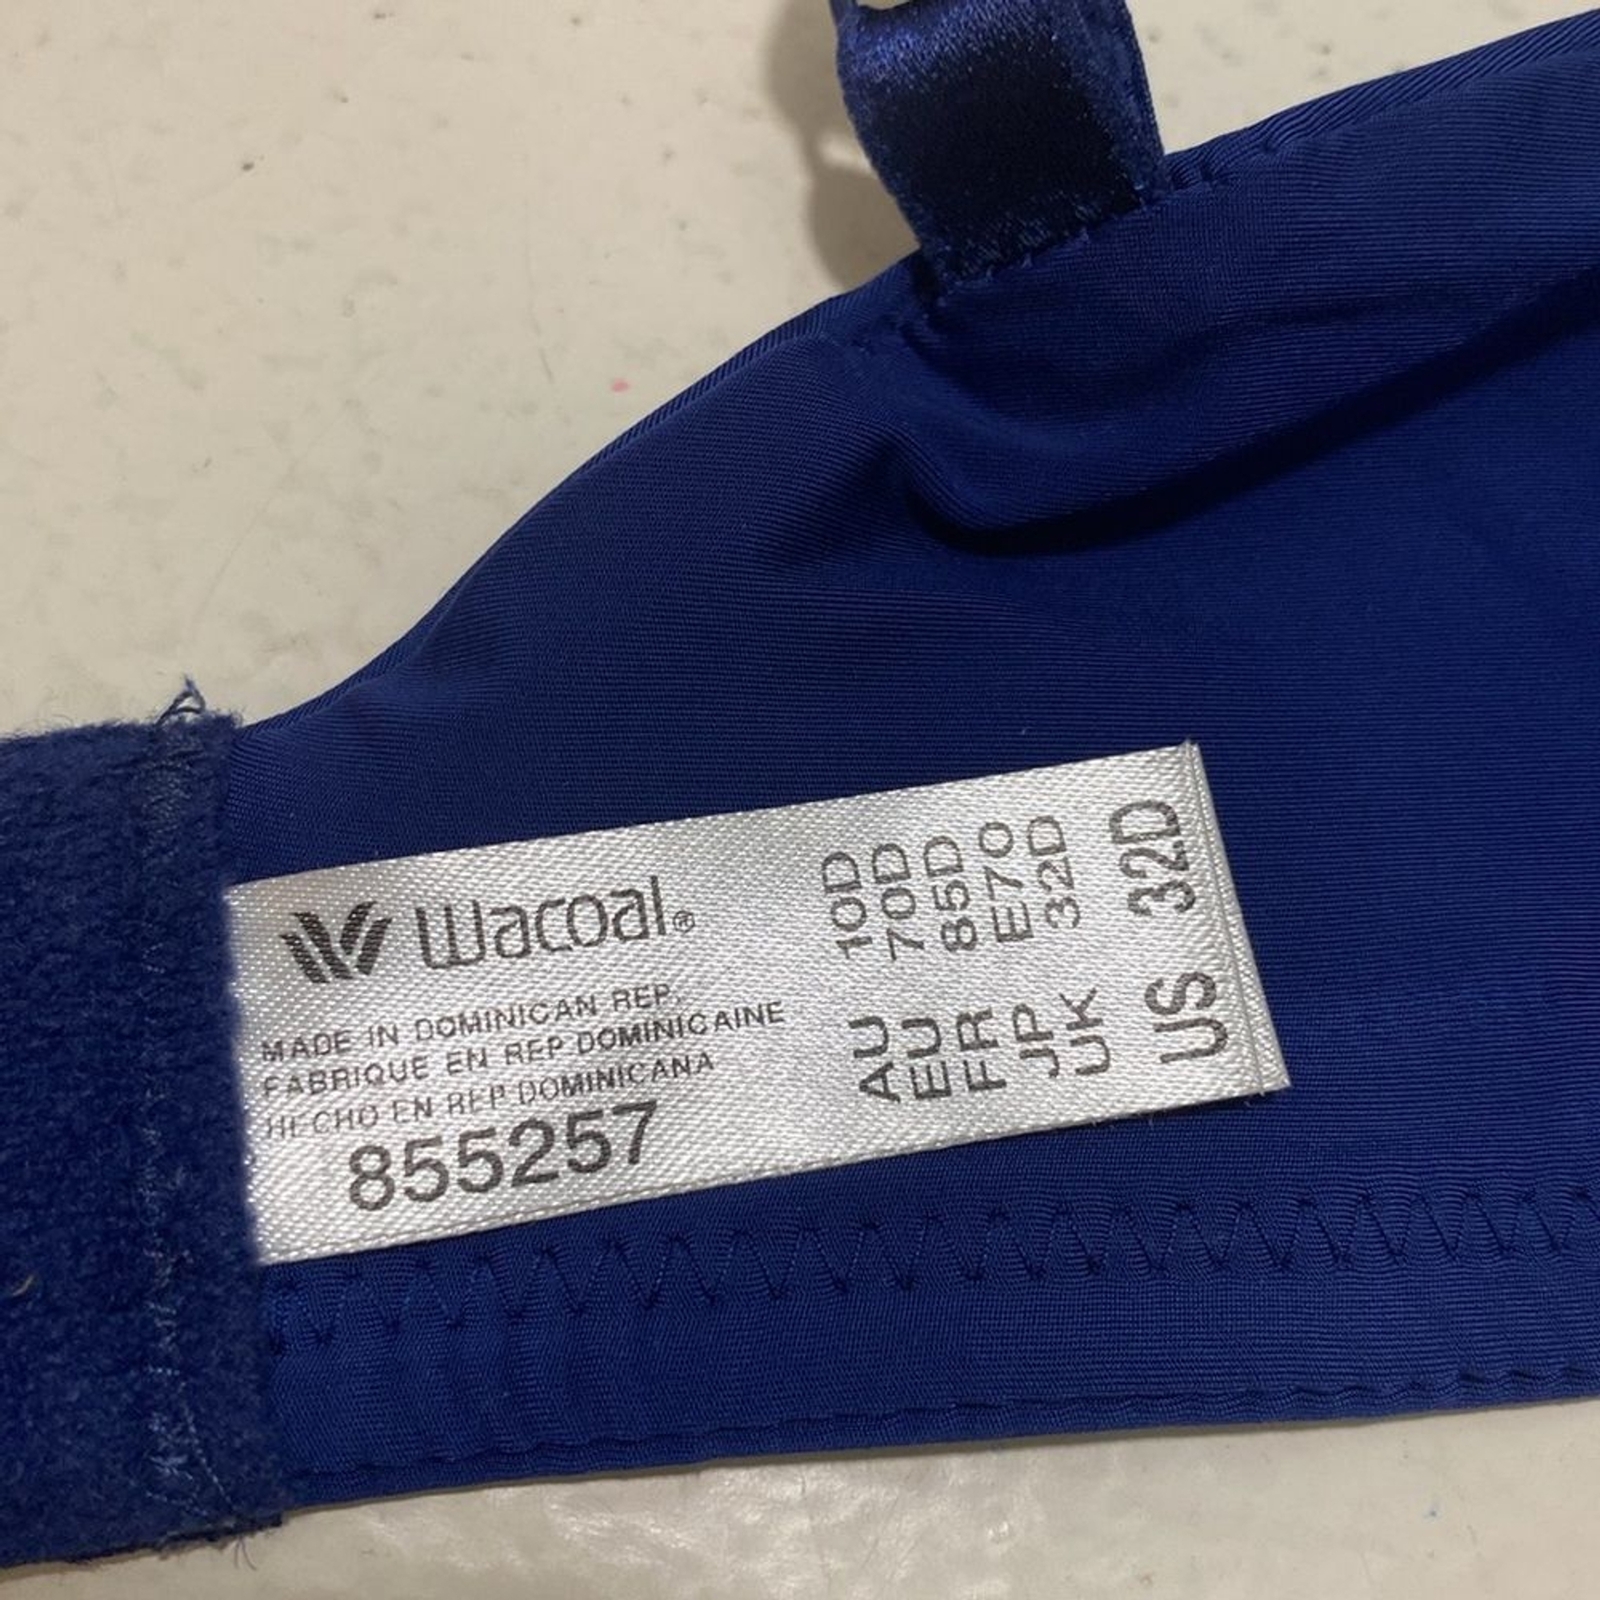 Wacoal®
MADE IN DOMINICAN REP.
FABRIQUE EN REP DOMINICAINE
HECHO EN REP DOMINICANA
855257
AU 10D
EU 70D
FR 85D
JP E70
UK 32D
US 32D